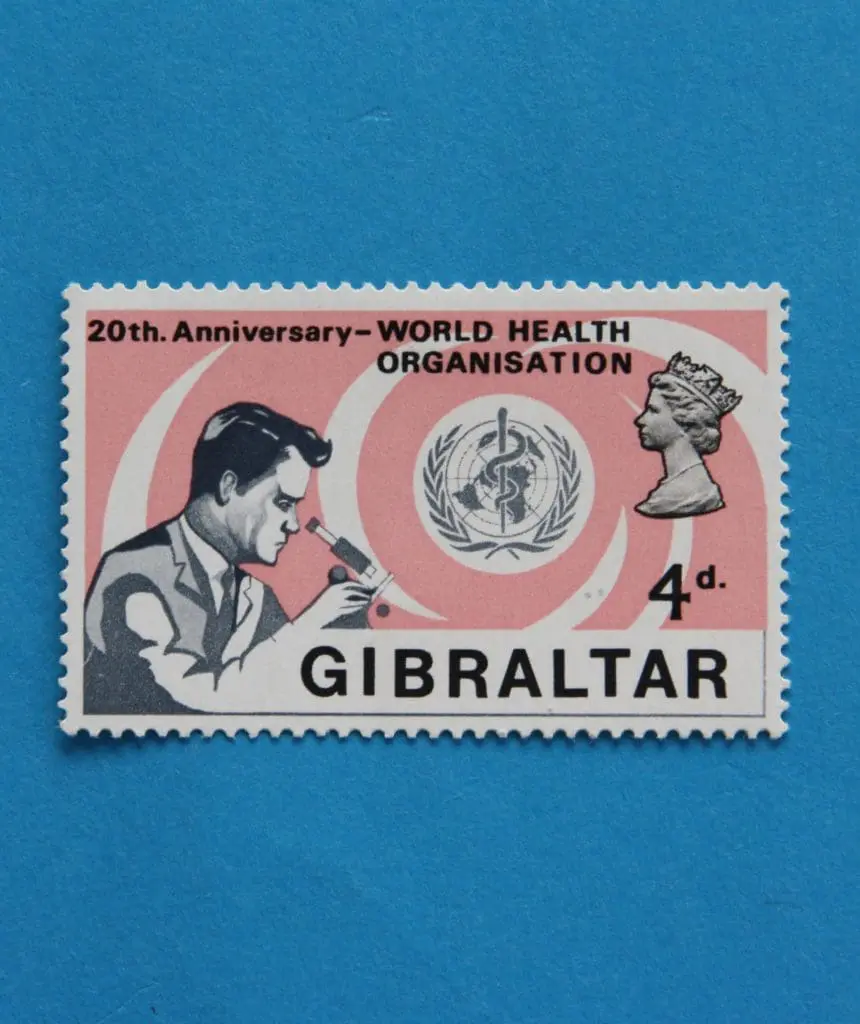 20th. Anniversary–WORLD HEALTH
ORGANISATION
4d.
GIBRALTAR